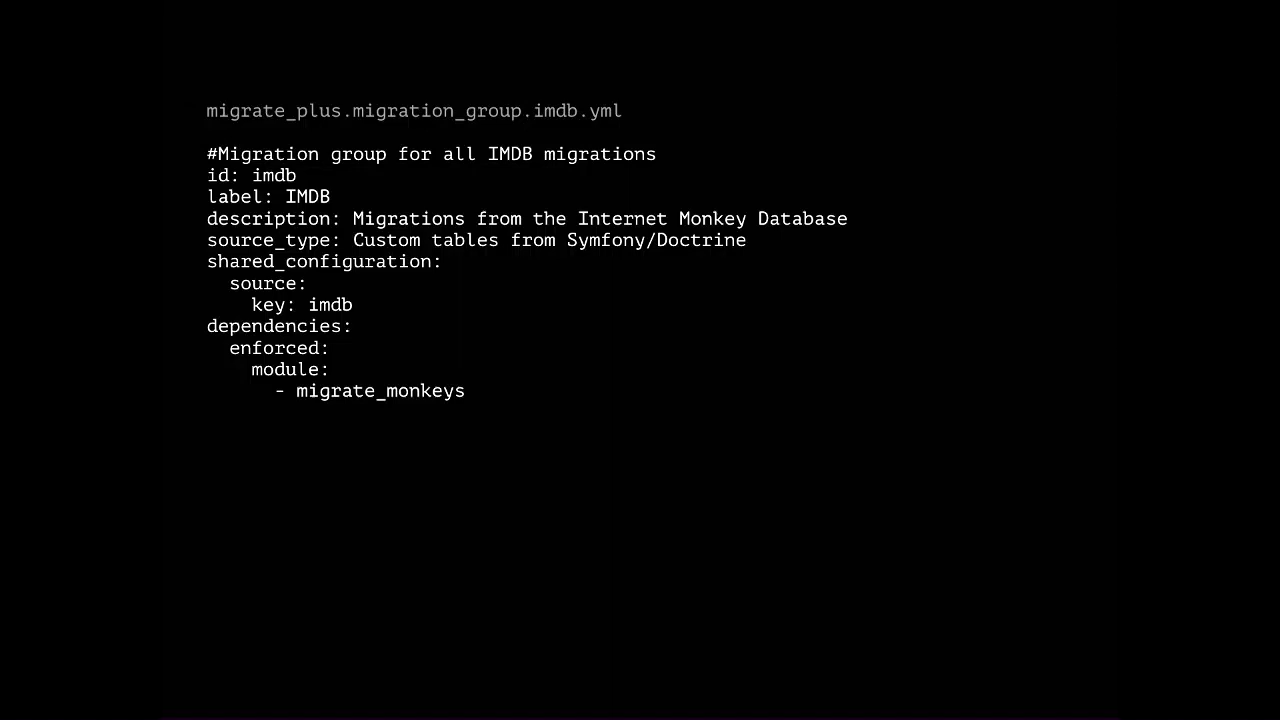 migrate_plus.migration_group.imdb.yml
#Migration group for all IMDB migrations
id: imdb
label: IMDB
description: Migrations from the Internet Monkey Database
source_type: Custom tables from Symfony/Doctrine
shared_configuration:
  source:
    key: imdb
dependencies:
  enforced:
    module:
      - migrate_monkeys